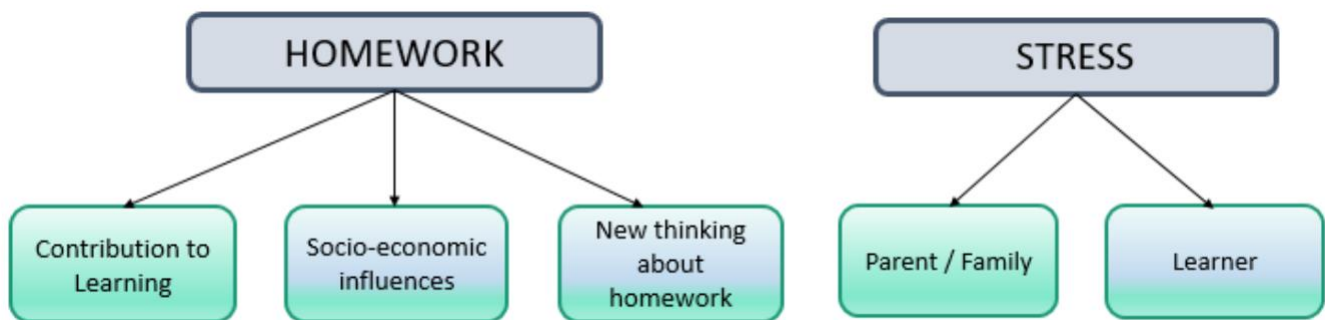 HOMEWORK
STRESS
Contribution to
Learning
Socio-economic
influences
New thinking
about
homework
Parent / Family
Learner